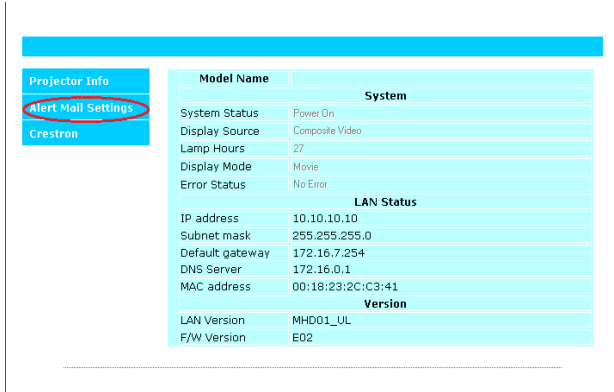 Projector Info
Alert Mail Settings
Crestron
Model Name
System
System Status Power On
Display Source Composite Video
Lamp Hours 27
Display Mode Movie
Error Status No Error
LAN Status
IP address 10.10.10.10
Subnet mask 255.255.255.0
Default gateway 172.16.7.254
DNS Server 172.16.0.1
MAC address 00:18:23:2C:C3:41
Version
LAN Version MHD01_UL
F/W Version E02